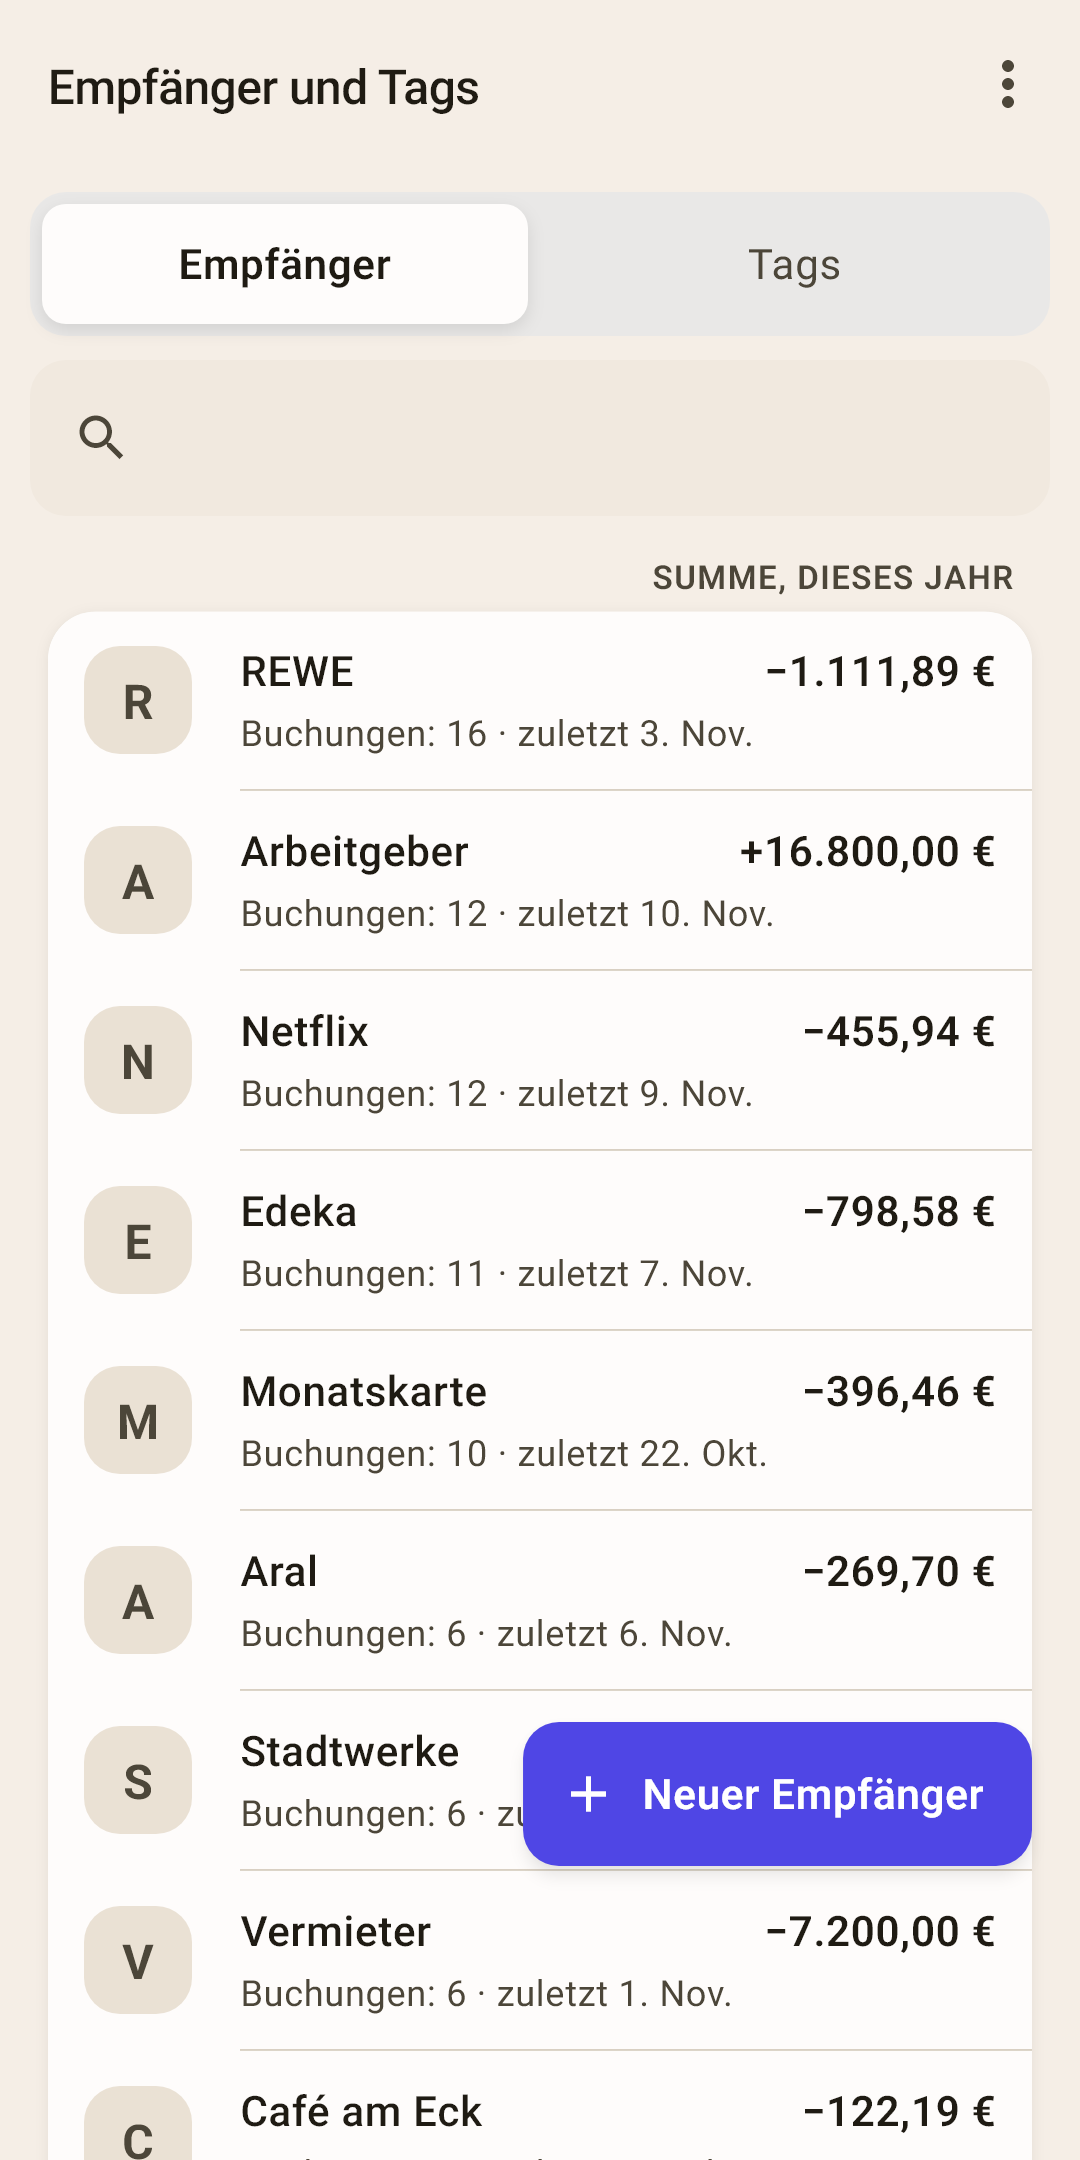 Empfänger und Tags
Empfänger
Tags
SUMME, DIESES JAHR
R
REWE
−1.111,89 €
Buchungen: 16 · zuletzt 3. Nov.
A
Arbeitgeber
+16.800,00 €
Buchungen: 12 · zuletzt 10. Nov.
N
Netflix
−455,94 €
Buchungen: 12 · zuletzt 9. Nov.
E
Edeka
−798,58 €
Buchungen: 11 · zuletzt 7. Nov.
M
Monatskarte
−396,46 €
Buchungen: 10 · zuletzt 22. Okt.
A
Aral
−269,70 €
Buchungen: 6 · zuletzt 6. Nov.
S
Stadtwerke
Buchungen: 6 ·
Neuer Empfänger
V
Vermieter
−7.200,00 €
Buchungen: 6 · zuletzt 1. Nov.
C
Café am Eck
−122,19 €